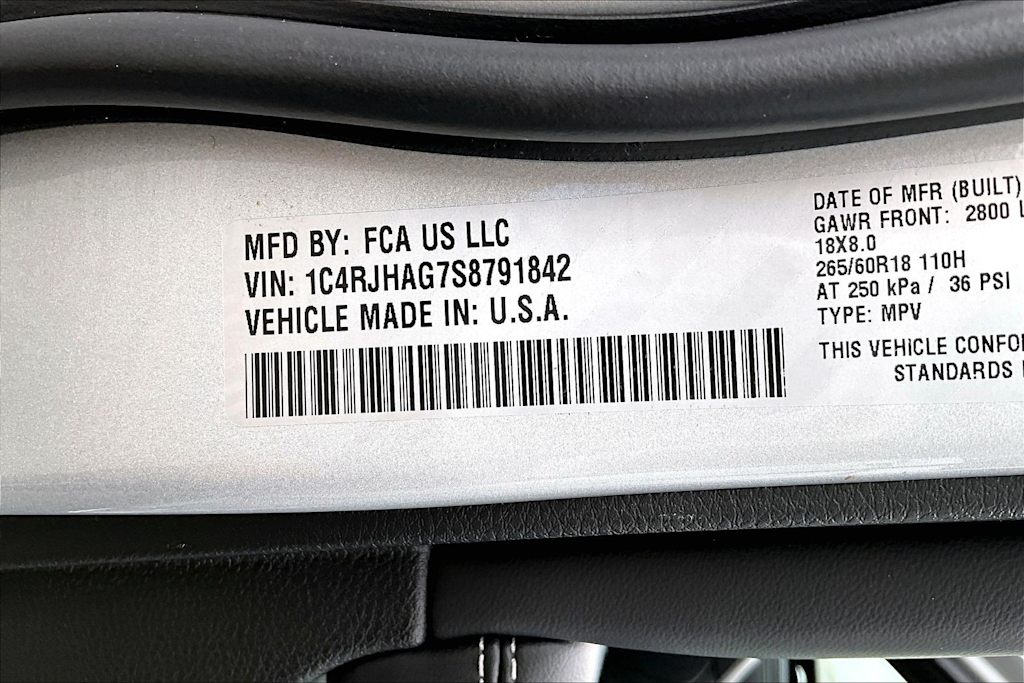 MFD BY: FCA US LLC
VIN: 1C4RJHAG7S8791842
VEHICLE MADE IN: U.S.A.
DATE OF MFR (BUILT)
GAWR FRONT: 2800 L
18X8.0
265/60R18 110H
AT 250 kPa / 36 PSI
TYPE: MPV
THIS VEHICLE CONFO
STANDARDS